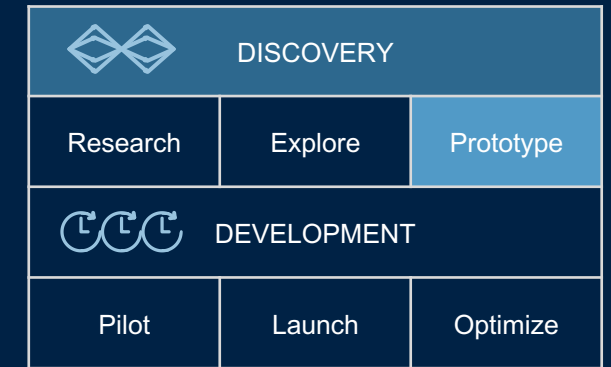 DISCOVERY
Research Explore Prototype
DEVELOPMENT
Pilot Launch Optimize